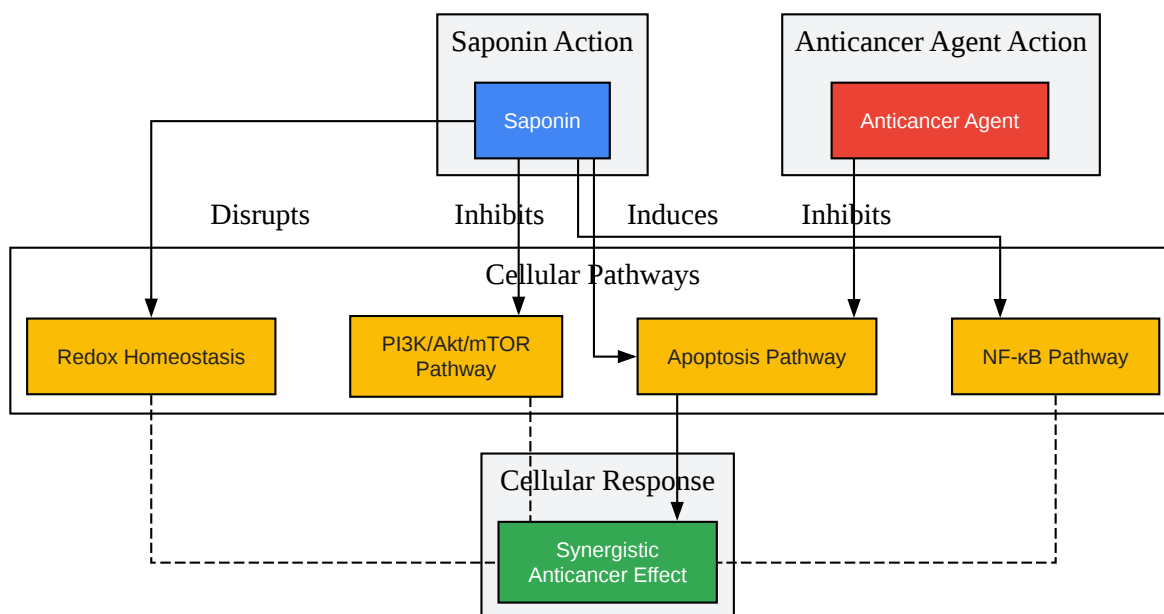 Saponin Action
Anticancer Agent Action
Saponin
Anticancer Agent
Disrupts
Inhibits
Induces
Inhibits
Cellular Pathways
Redox Homeostasis
PI3K/Akt/mTOR
Pathway
Apoptosis Pathway
NF-κB Pathway
Cellular Response
Synergistic
Anticancer Effect